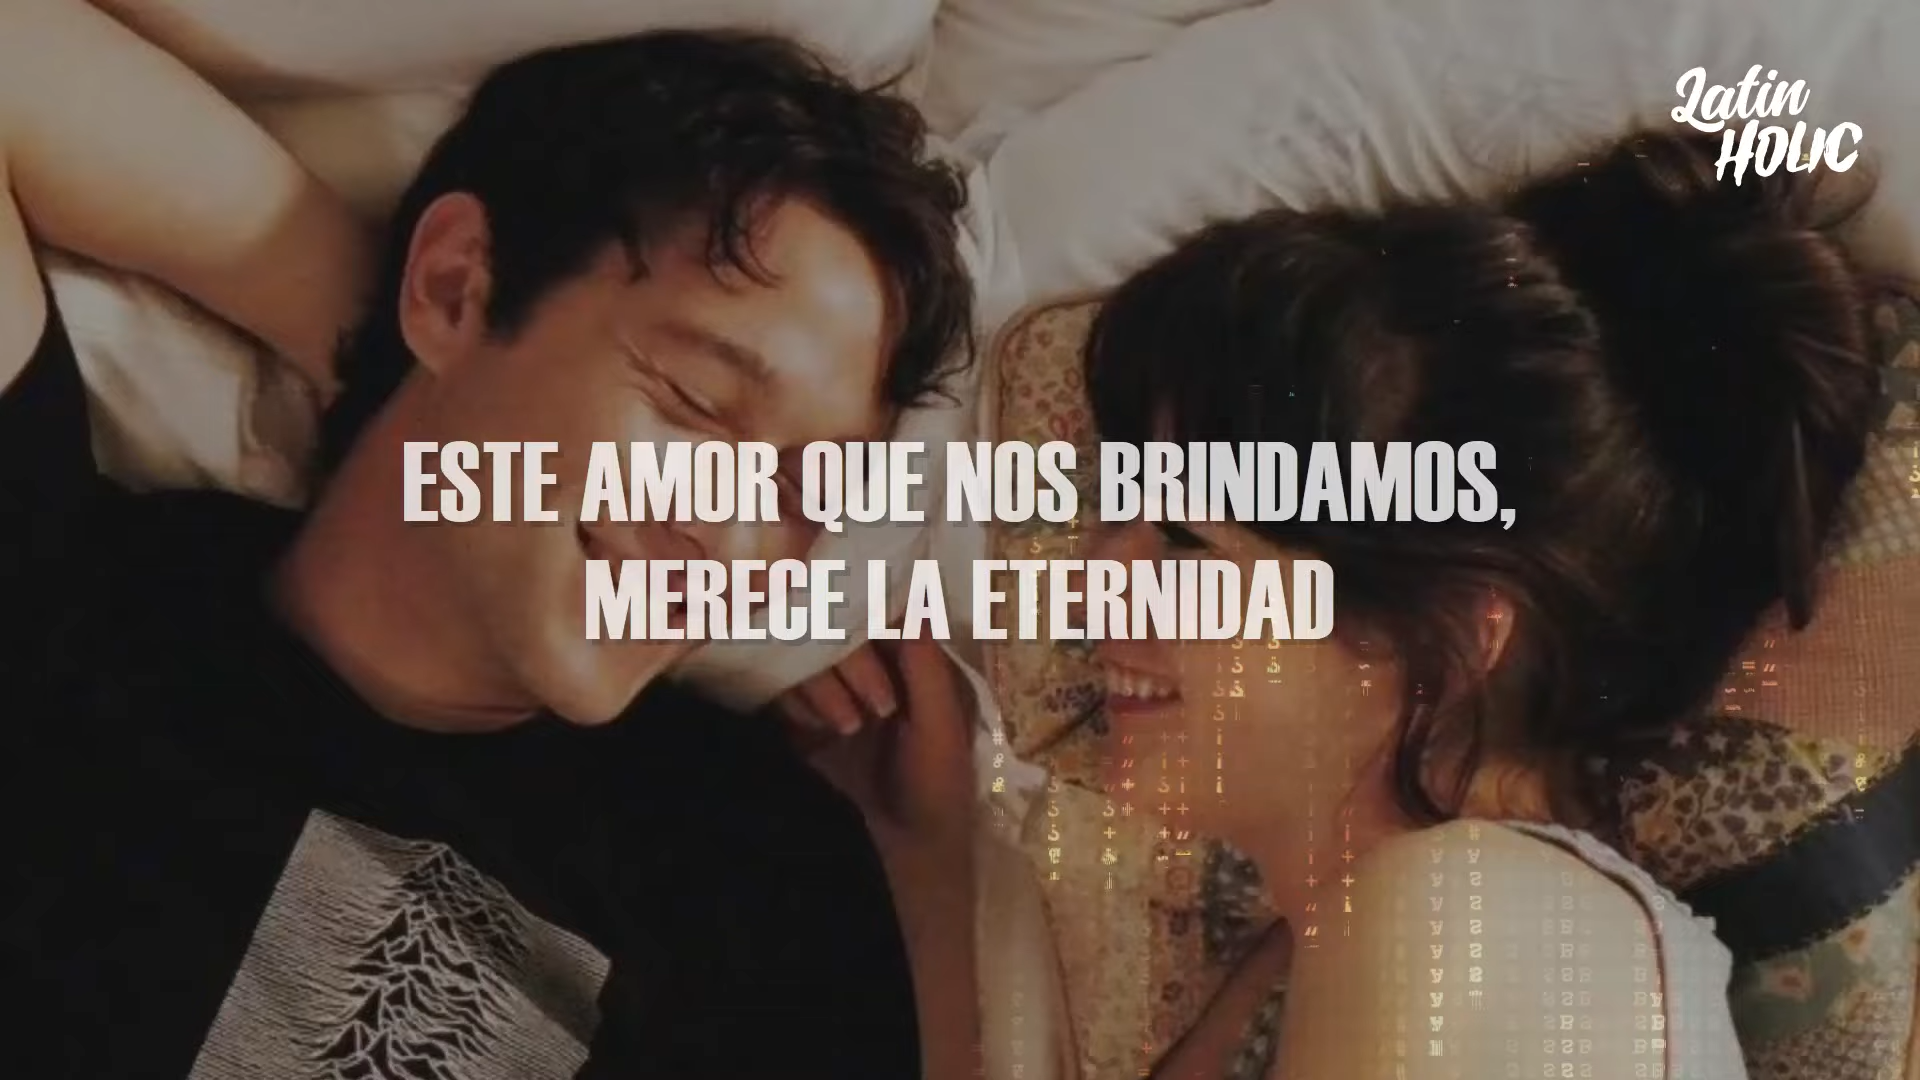 Latin
HOLIC
ESTE AMOR QUE NOS BRINDAMOS,
MERECE LA ETERNIDAD